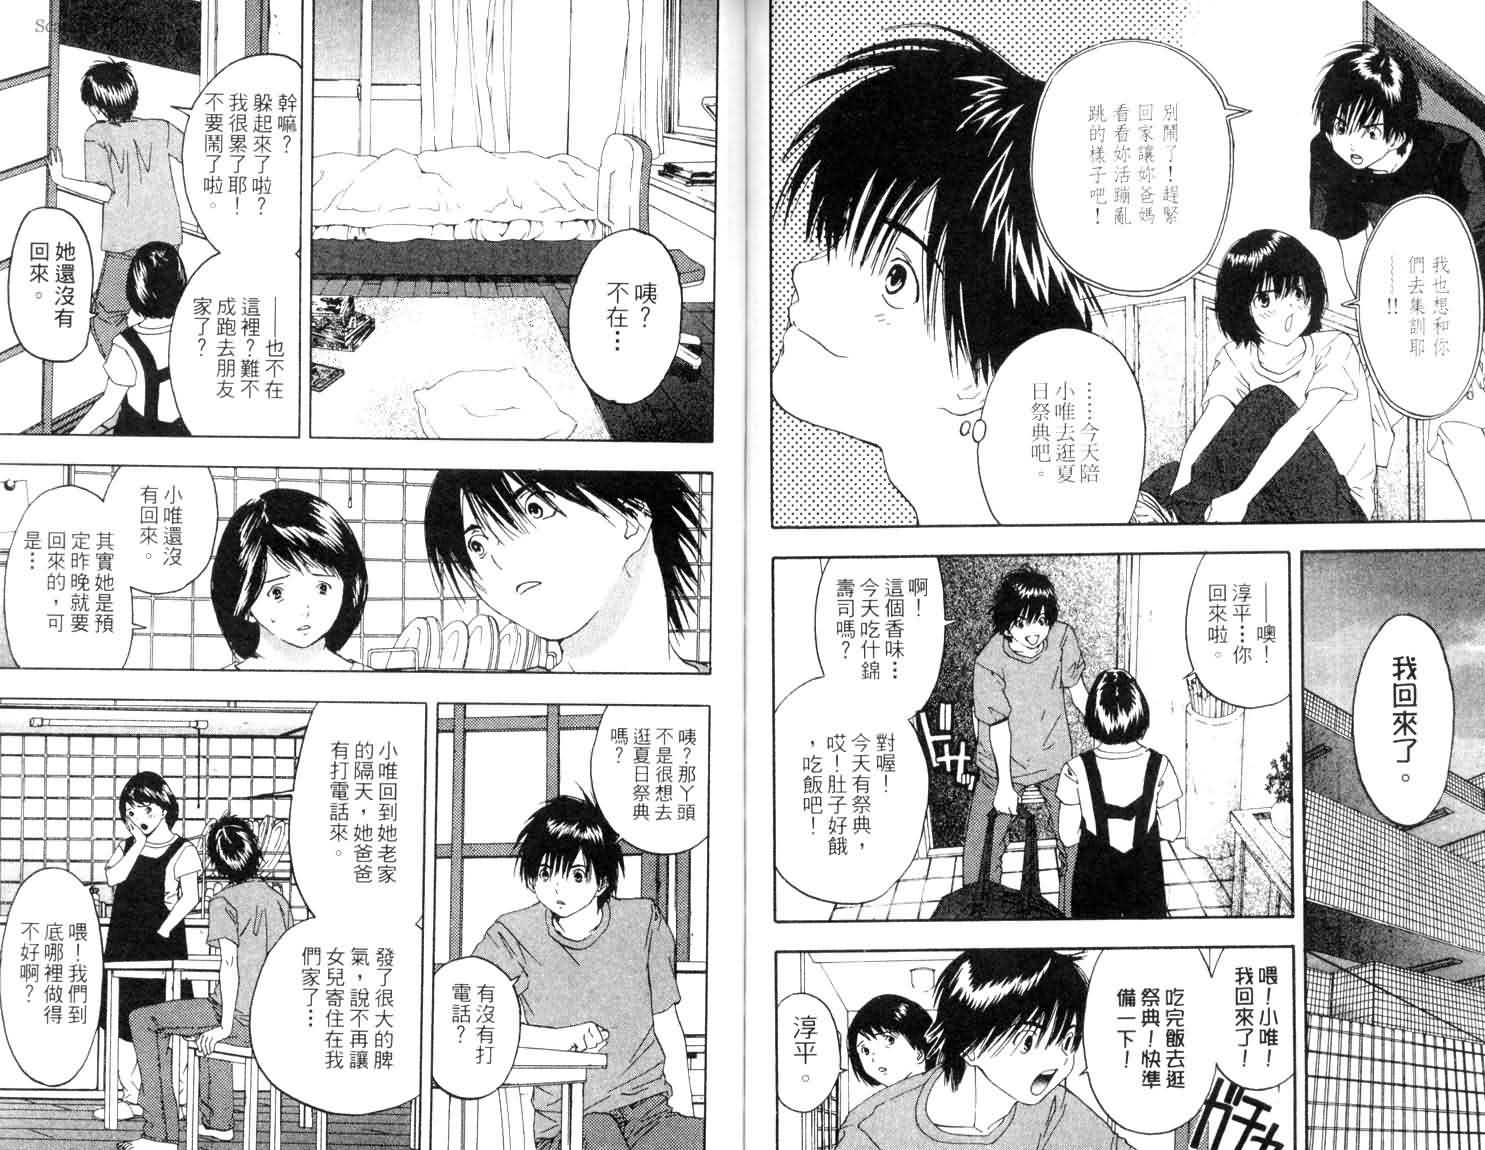 我也想和你
們去集訓耶
~~~~~!!
別鬧了！趕緊
回家讓妳爸媽
看看妳活蹦亂
跳的樣子吧！
……今天陪
小唯去逛夏
日祭典吧。
我回來了。
——噢！
淳平…你
回來啦。
啊！
這個香味…
今天吃什錦
壽司嗎？
對喔！
今天有祭典，
哎！肚子好餓
，吃飯吧！
ドサッ
喂！小唯！
我回來了！
吃完飯去逛
祭典！快準
備一下！
ガチャ
淳平。
咦？
不在…
幹嘛？
躲起來了啦？
我很累了耶！
不要鬧了啦。
——也不在
這裡？難不
成跑去朋友
家了？
她還沒有
回來。
小唯還沒
有回來。
其實她是預
定昨晚就要
回來的，可
是…
咦？那丫頭
不是很想去
逛夏日祭典
嗎？
有沒有打
電話？
小唯回到她老家
的隔天，她爸爸
有打電話來。
發了很大的脾
氣，說不再讓
女兒寄住在我
們家了…
喂！我們到
底哪裡做得
不好啊？